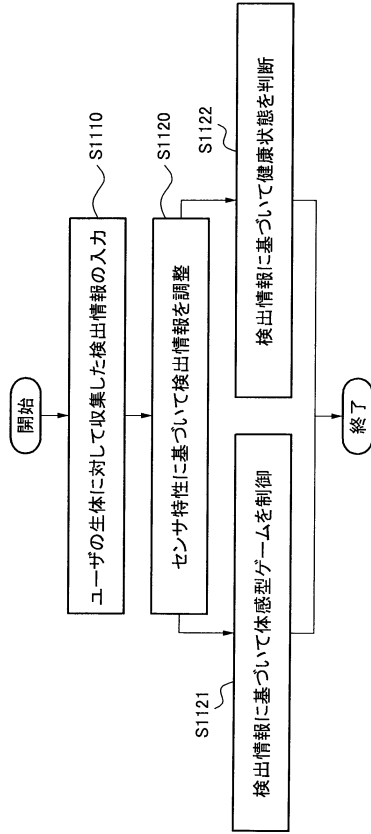 開始
S1110
ユーザの生体に対して収集した検出情報の入力
S1120
センサ特性に基づいて検出情報を調整
S1121
検出情報に基づいて体感型ゲームを制御
S1122
検出情報に基づいて健康状態を判断
終了